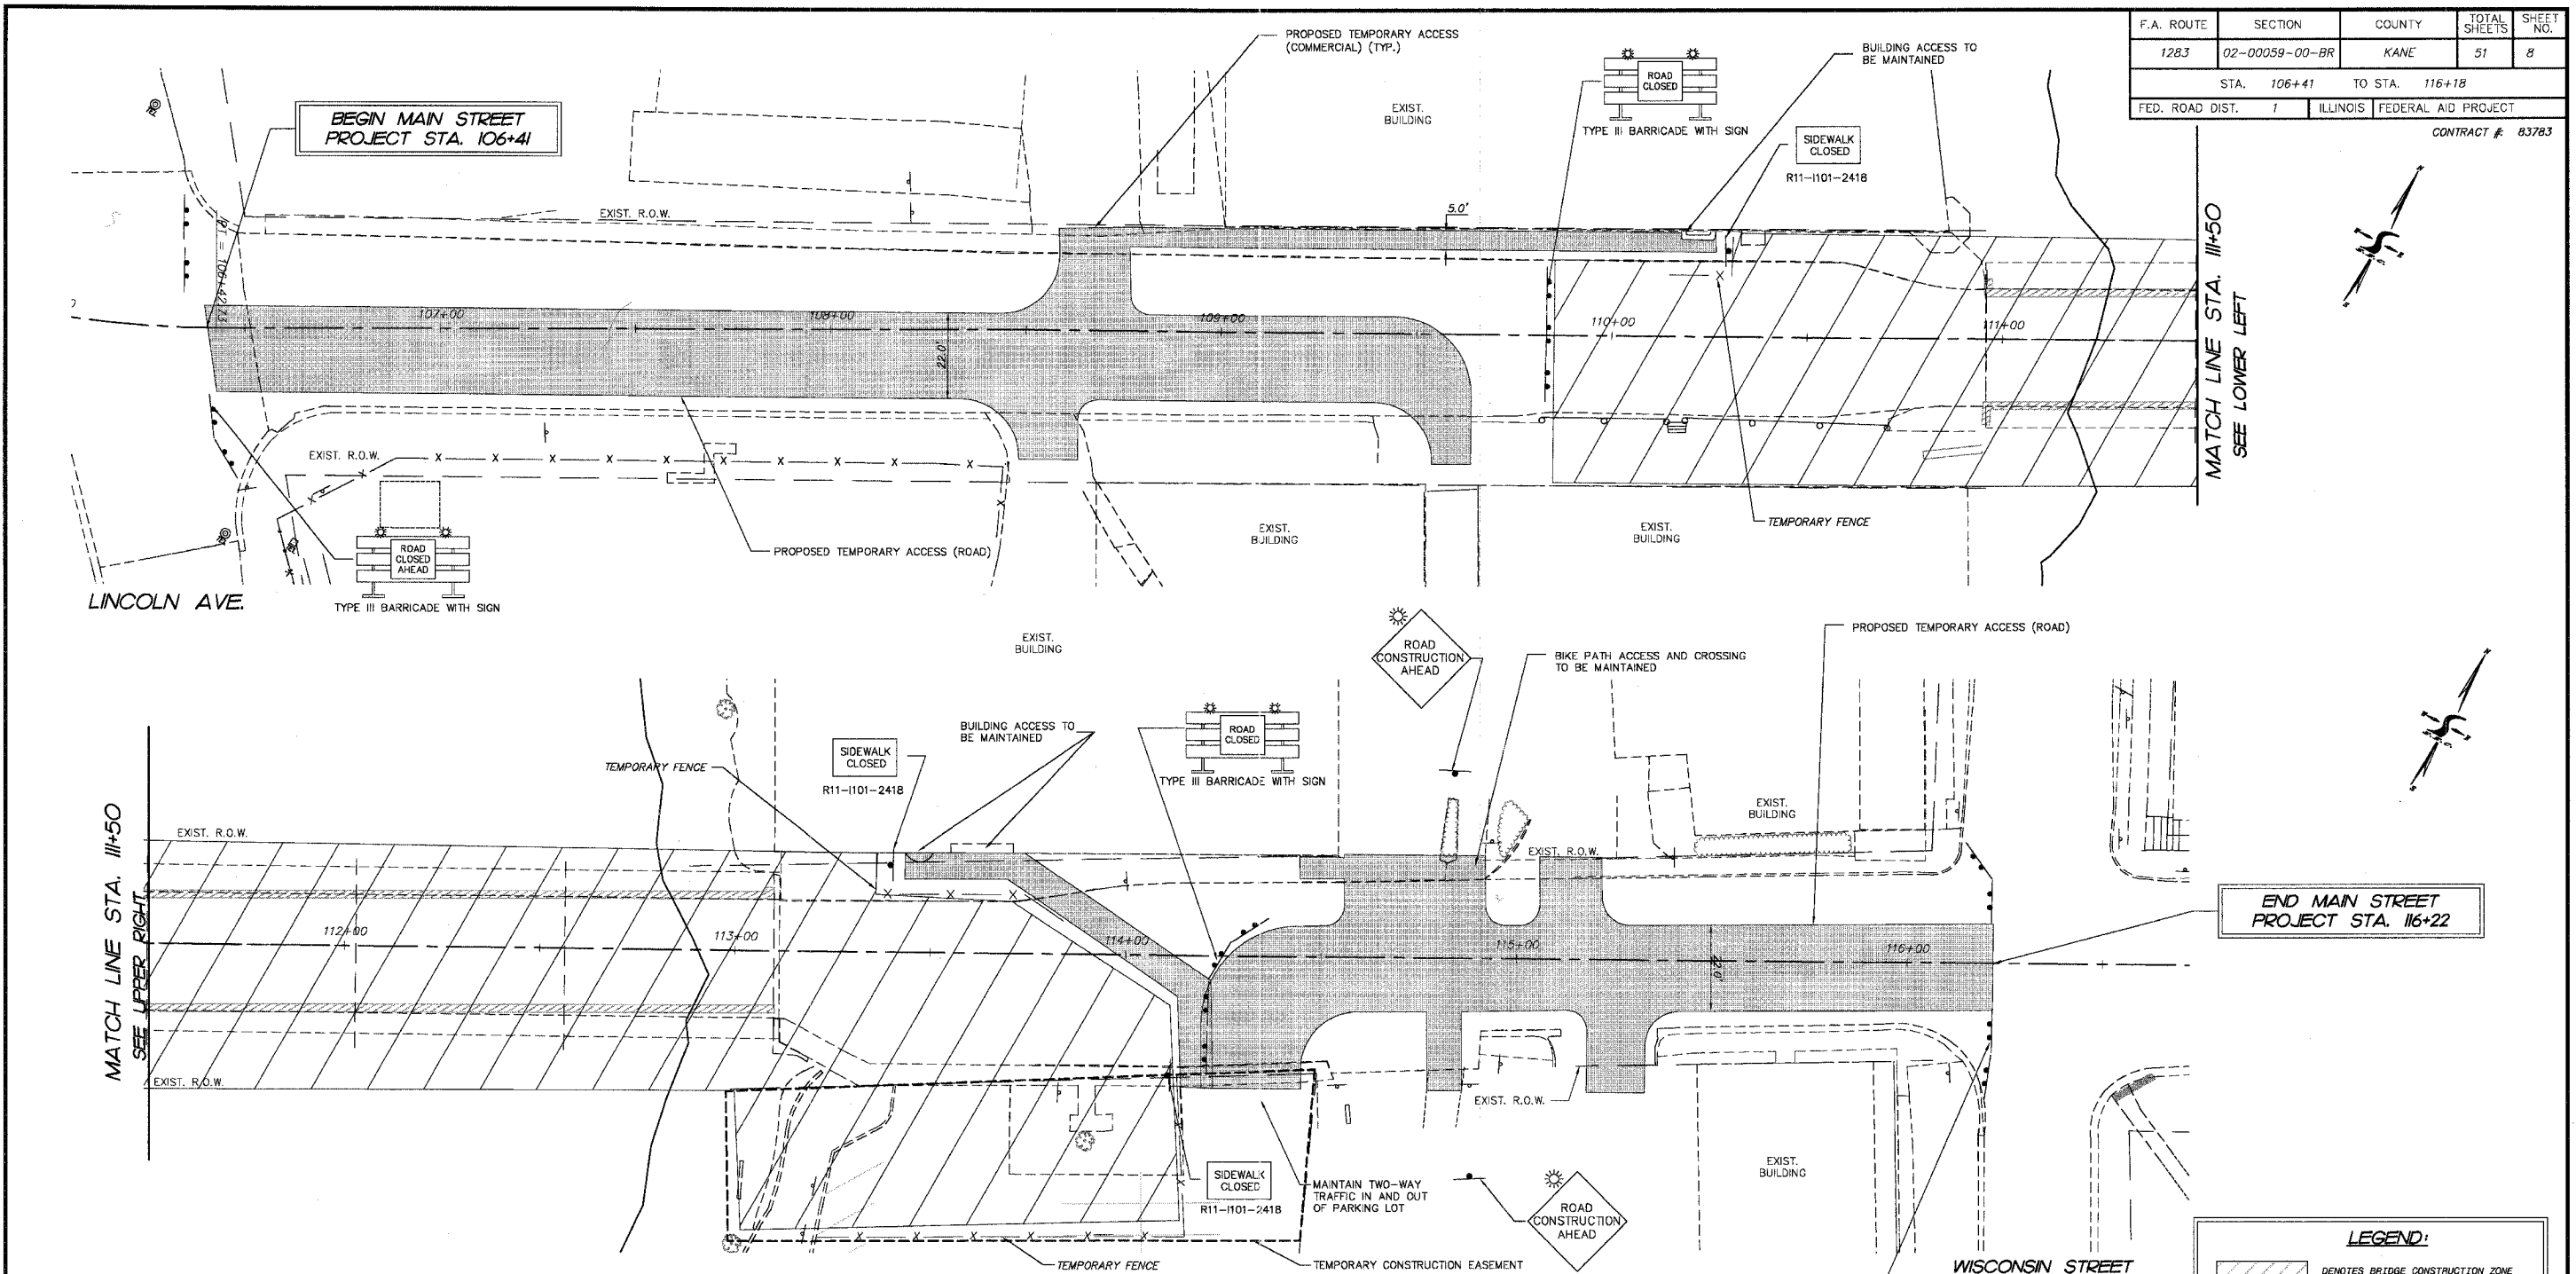 F.A. ROUTE SECTION COUNTY TOTAL SHEETS SHEET NO.
1283 02-00059-00-BR KANE 51 8
STA. 106+41 TO STA. 116+18
FED. ROAD DIST. 1 ILLINOIS FEDERAL AID PROJECT
CONTRACT #: 83783
PROPOSED TEMPORARY ACCESS
(COMMERCIAL) (TYP.)
BEGIN MAIN STREET
PROJECT STA. 106+41
EXIST.
BUILDING
ROAD
CLOSED
TYPE III BARRICADE WITH SIGN
BUILDING ACCESS TO
BE MAINTAINED
SIDEWALK
CLOSED
R11-I101-2418
EXIST. R.O.W.
5.0'
PT = 106+42.73
107+00
108+00
109+00
110+00
111+00
22.0'
MATCH LINE STA. 111+50
SEE LOWER LEFT
EXIST. R.O.W.
ROAD
CLOSED
AHEAD
TYPE III BARRICADE WITH SIGN
PROPOSED TEMPORARY ACCESS (ROAD)
EXIST.
BUILDING
EXIST.
BUILDING
TEMPORARY FENCE
LINCOLN AVE.
EXIST.
BUILDING
ROAD
CONSTRUCTION
AHEAD
BIKE PATH ACCESS AND CROSSING
TO BE MAINTAINED
PROPOSED TEMPORARY ACCESS (ROAD)
TEMPORARY FENCE
SIDEWALK
CLOSED
R11-I101-2418
BUILDING ACCESS TO
BE MAINTAINED
ROAD
CLOSED
TYPE III BARRICADE WITH SIGN
EXIST.
BUILDING
MATCH LINE STA. 111+50
SEE UPPER RIGHT
EXIST. R.O.W.
EXIST. R.O.W.
112+00
113+00
114+00
115+00
116+00
22.0'
END MAIN STREET
PROJECT STA. 116+22
EXIST. R.O.W.
EXIST. R.O.W.
SIDEWALK
CLOSED
R11-I101-2418
MAINTAIN TWO-WAY
TRAFFIC IN AND OUT
OF PARKING LOT
ROAD
CONSTRUCTION
AHEAD
EXIST.
BUILDING
TEMPORARY FENCE
TEMPORARY CONSTRUCTION EASEMENT
WISCONSIN STREET
LEGEND:
DENOTES BRIDGE CONSTRUCTION ZONE